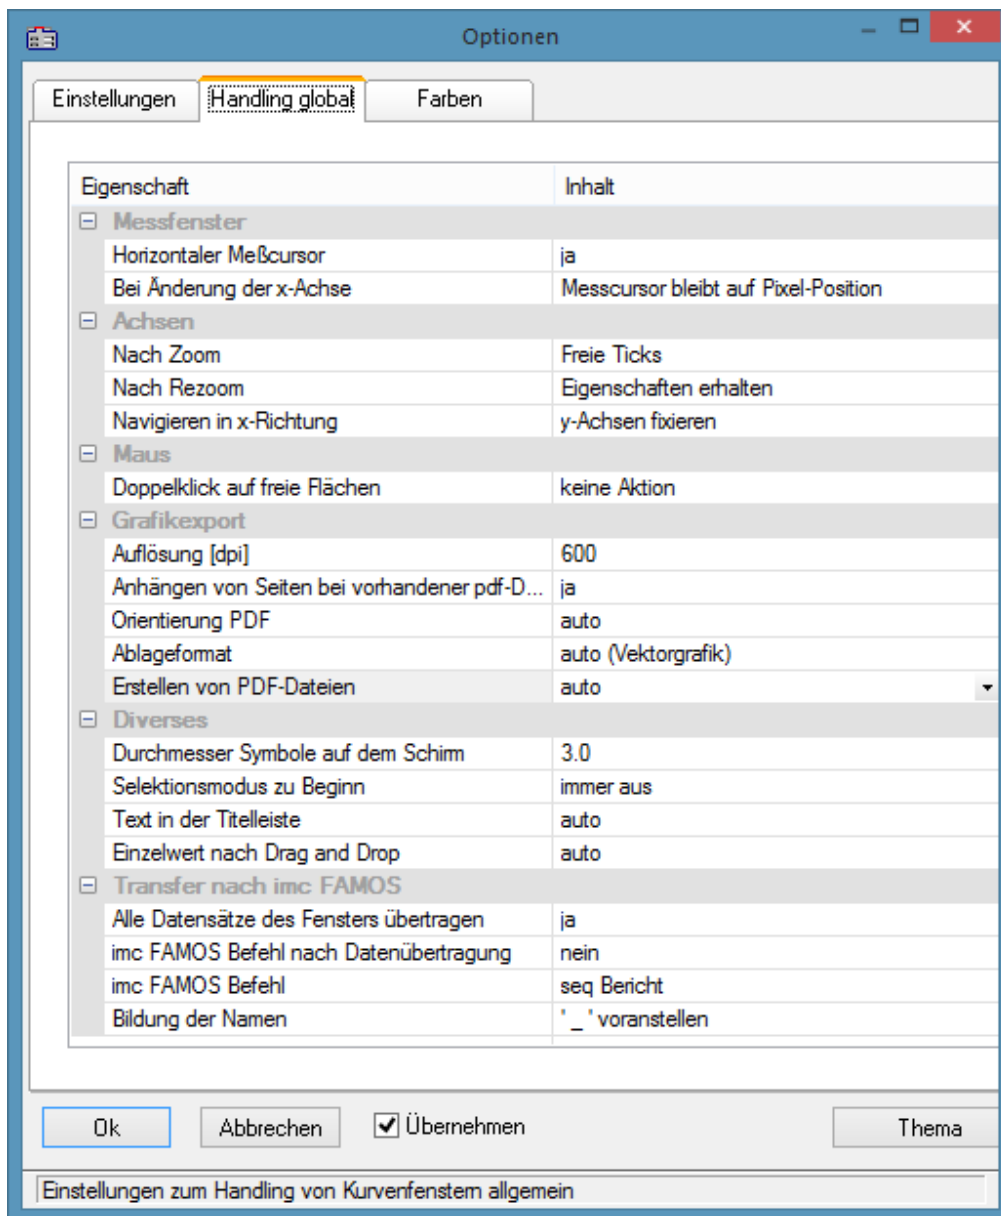 Optionen
Einstellungen Handling global Farben
Eigenschaft Inhalt
Messfenster
Horizontaler Meßcursor ja
Bei Änderung der x-Achse Messcursor bleibt auf Pixel-Position
Achsen
Nach Zoom Freie Ticks
Nach Rezoom Eigenschaften erhalten
Navigieren in x-Richtung y-Achsen fixieren
Maus
Doppelklick auf freie Flächen keine Aktion
Grafikexport
Auflösung [dpi] 600
Anhängen von Seiten bei vorhandener pdf-D... ja
Orientierung PDF auto
Ablageformat auto (Vektorgrafik)
Erstellen von PDF-Dateien auto
Diverses
Durchmesser Symbole auf dem Schirm 3.0
Selektionsmodus zu Beginn immer aus
Text in der Titelleiste auto
Einzelwert nach Drag and Drop auto
Transfer nach imc FAMOS
Alle Datensätze des Fensters übertragen ja
imc FAMOS Befehl nach Datenübertragung nein
imc FAMOS Befehl seq Bericht
Bildung der Namen ' _ ' voranstellen
Ok Abbrechen Übernehmen Thema
Einstellungen zum Handling von Kurvenfenstern allgemein